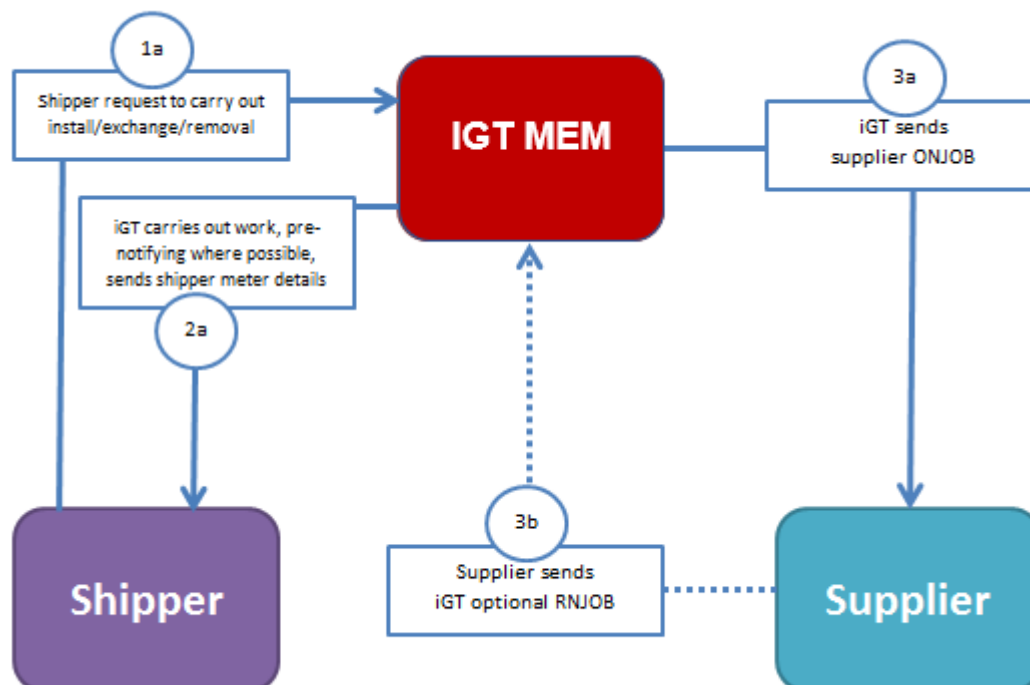 1a
Shipper request to carry out
install/exchange/removal
IGT MEM
3a
iGT sends
supplier ONJOB
iGT carries out work, pre-
notifying where possible,
sends shipper meter details
2a
3b
Supplier sends
iGT optional RNJOB
Shipper
Supplier